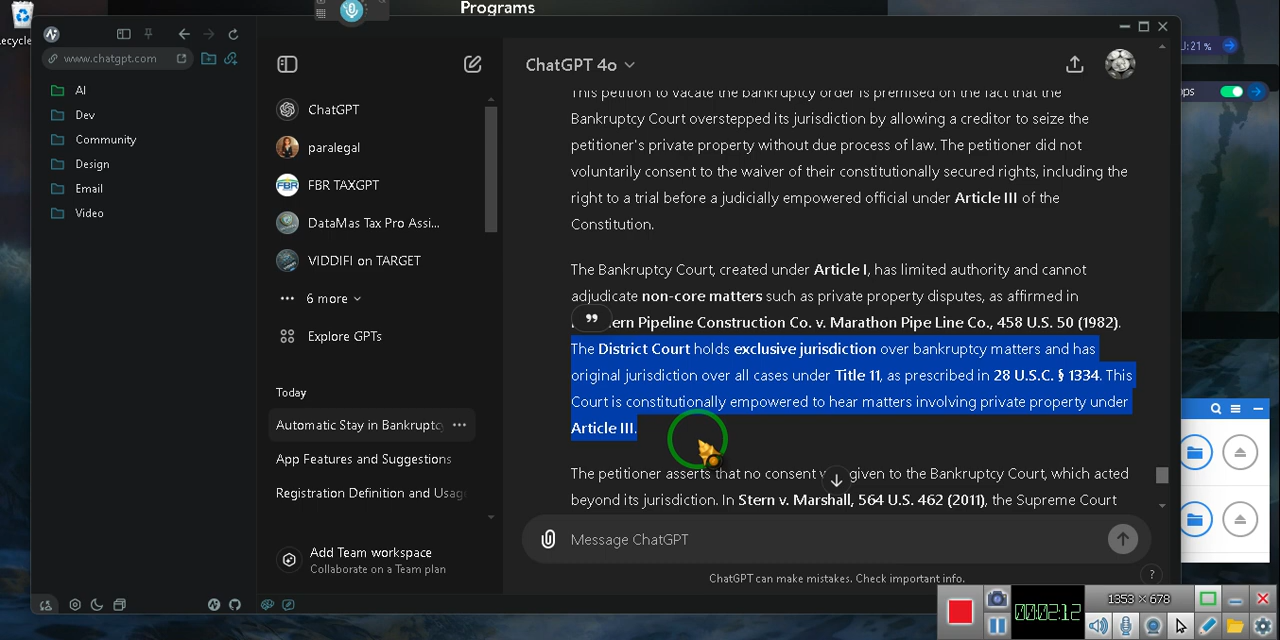 Programs
ecycle
www.chatgpt.com
AI
Dev
Community
Design
Email
Video
ChatGPT
paralegal
FBR TAXGPT
DataMas Tax Pro Assi...
VIDDIFI on TARGET
6 more
Explore GPTs
Today
Automatic Stay in Bankruptc
App Features and Suggestions
Registration Definition and Usag
Add Team workspace
Collaborate on a Team plan
ChatGPT 4o
This petition to vacate the bankruptcy order is premised on the fact that the
Bankruptcy Court overstepped its jurisdiction by allowing a creditor to seize the
petitioner's private property without due process of law. The petitioner did not
voluntarily consent to the waiver of their constitutionally secured rights, including the
right to a trial before a judicially empowered official under Article III of the
Constitution.
The Bankruptcy Court, created under Article I, has limited authority and cannot
adjudicate non-core matters such as private property disputes, as affirmed in
ern Pipeline Construction Co. v. Marathon Pipe Line Co., 458 U.S. 50 (1982).
The District Court holds exclusive jurisdiction over bankruptcy matters and has
original jurisdiction over all cases under Title 11, as prescribed in 28 U.S.C. § 1334. This
Court is constitutionally empowered to hear matters involving private property under
Article III.
The petitioner asserts that no consent given to the Bankruptcy Court, which acted
beyond its jurisdiction. In Stern v. Marshall, 564 U.S. 462 (2011), the Supreme Court
Message ChatGPT
ChatGPT can make mistakes. Check important info.
?
U:21%
ops
1353 × 678
00:02:12